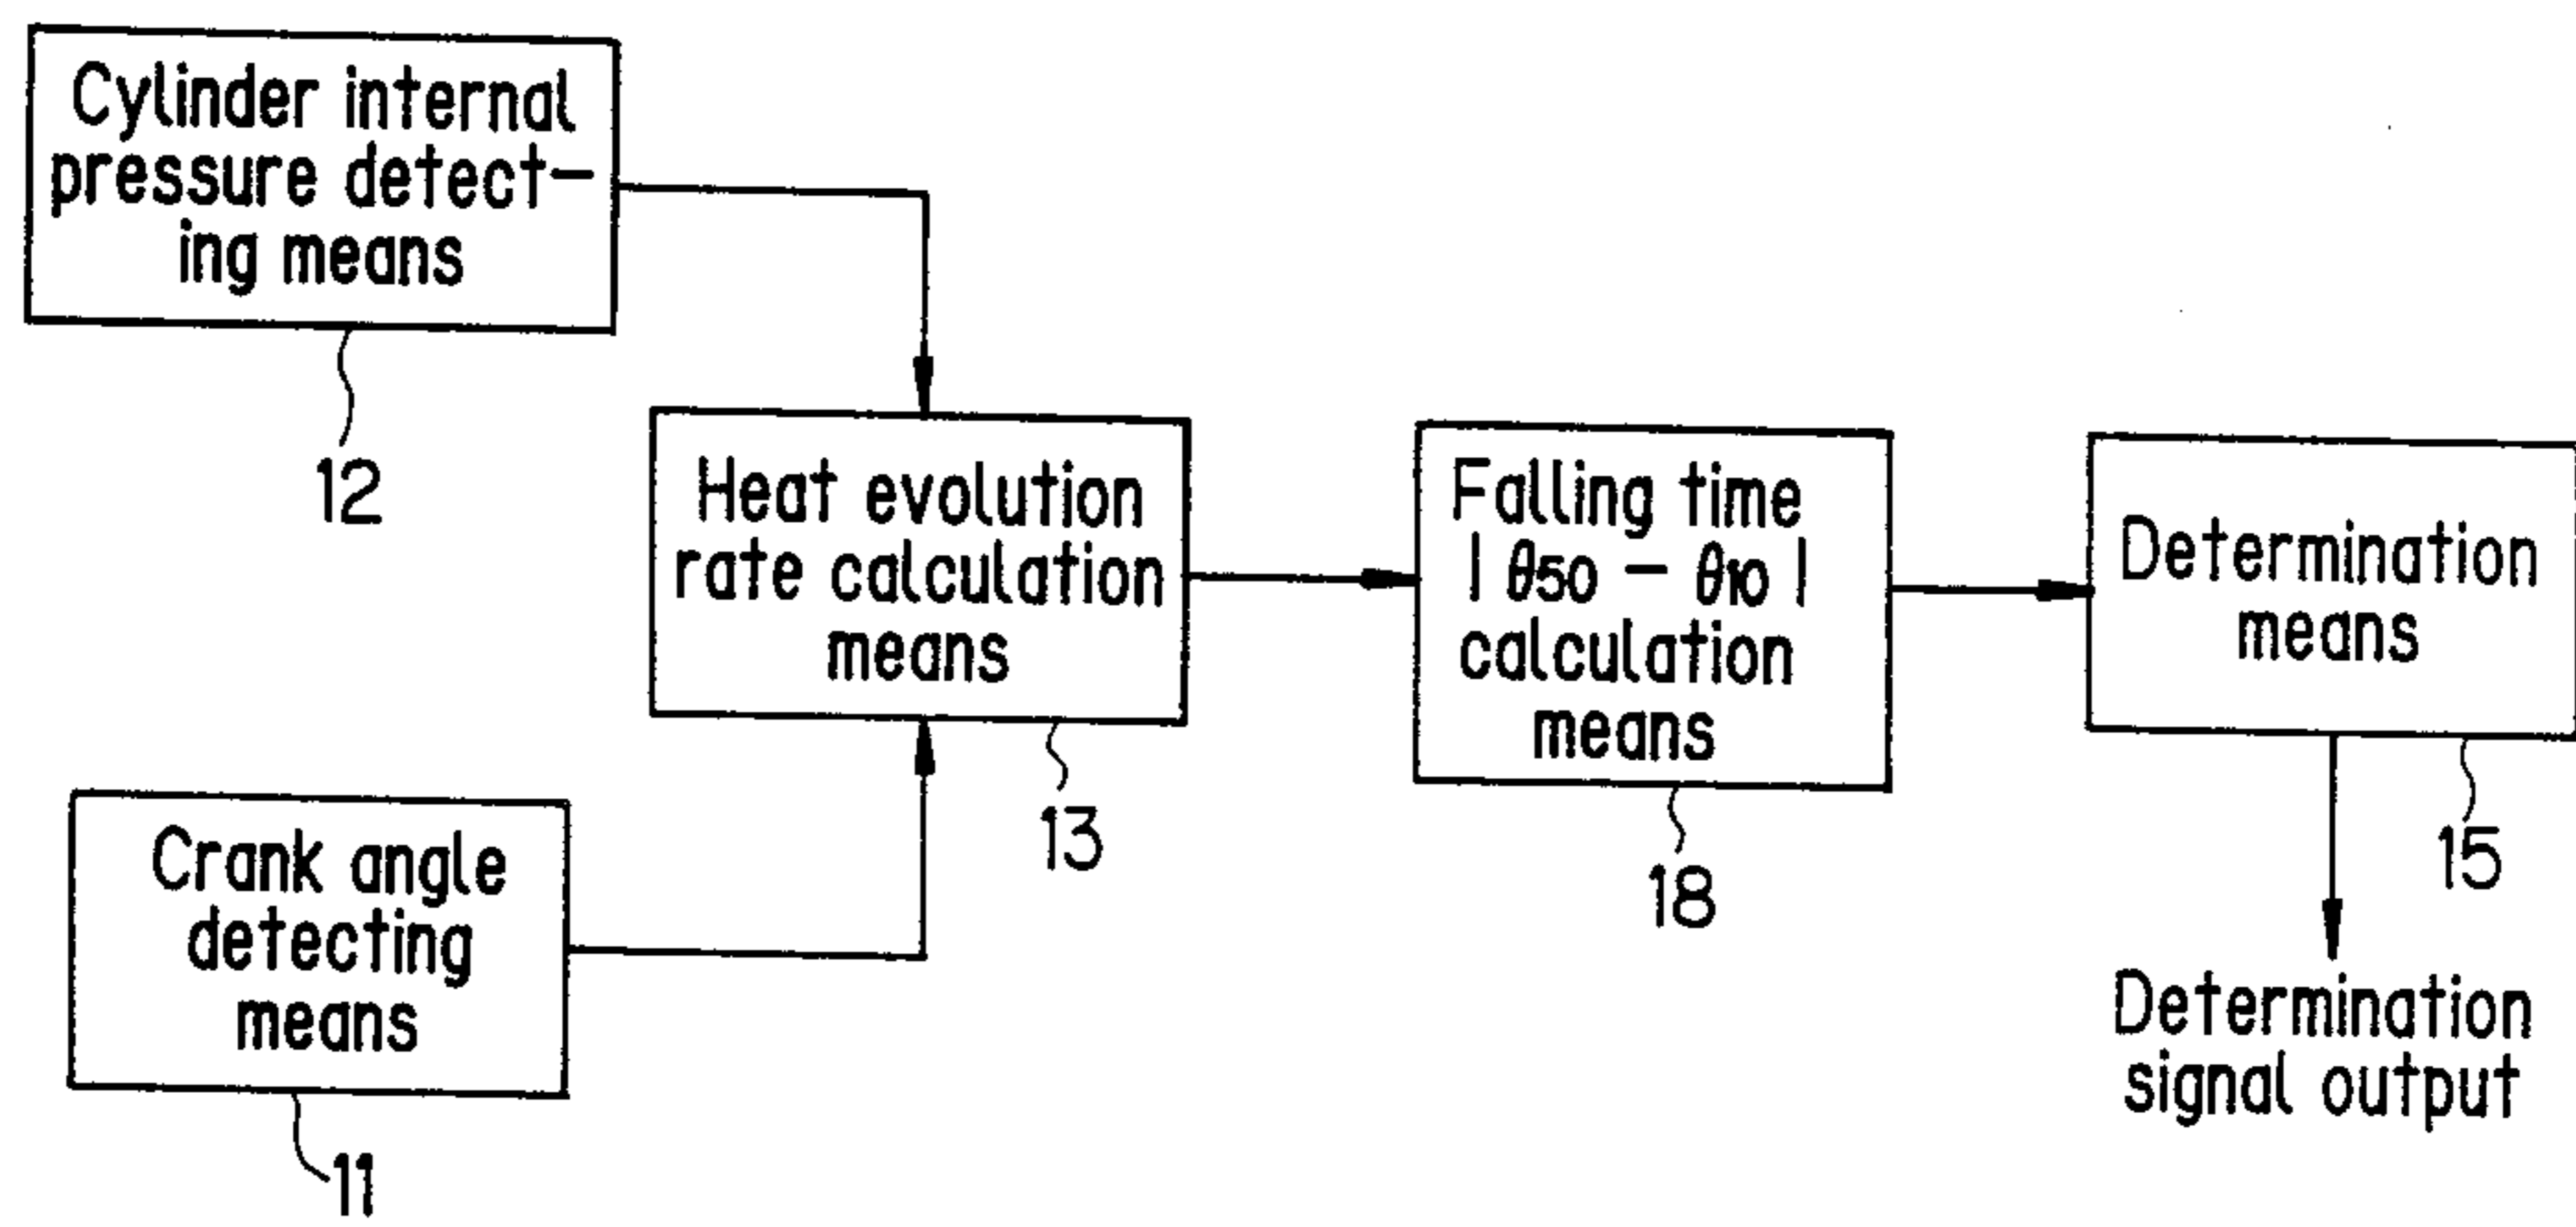 Cylinder internal
pressure detect-
ing means
12
Heat evolution
rate calculation
means
13
Falling time
| θ50 − θ10 |
calculation
means
18
Determination
means
15
Crank angle
detecting
means
11
Determination
signal output